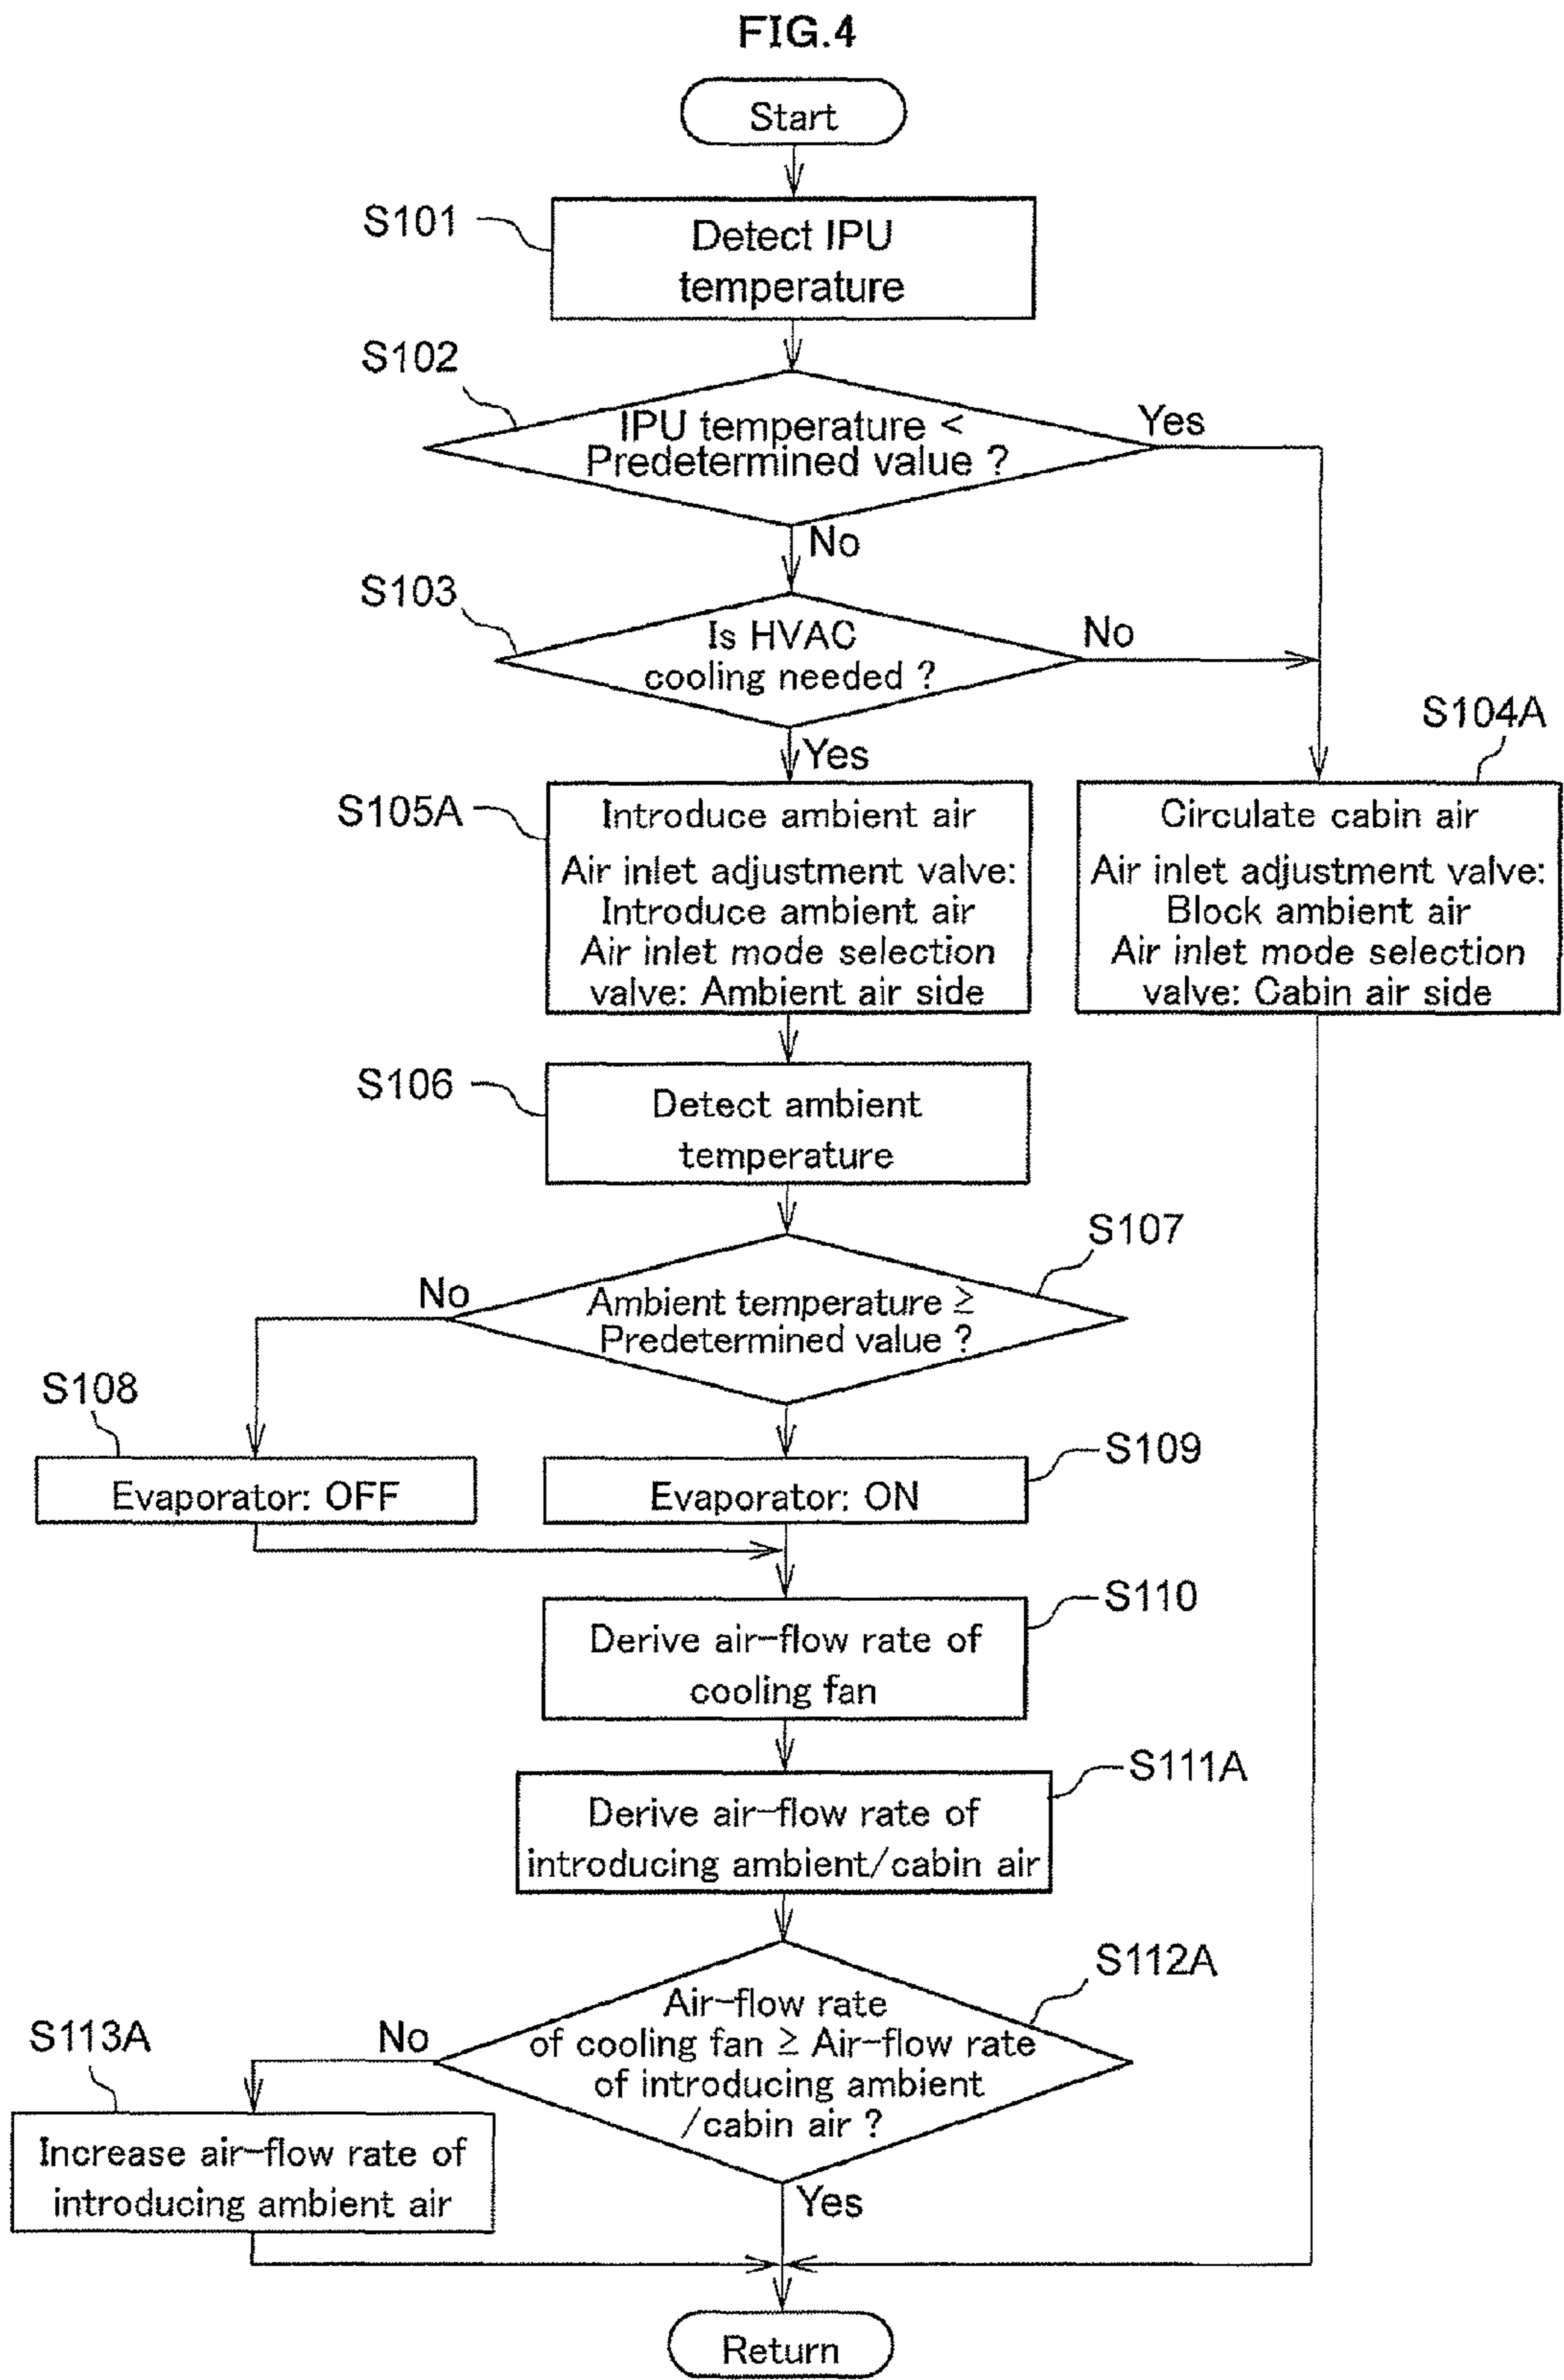 FIG.4
Start
S101
Detect IPU
temperature
S102
IPU temperature <
Predetermined value ?
Yes
No
S103
Is HVAC
cooling needed ?
No
Yes
S104A
Circulate cabin air
Air inlet adjustment valve:
Block ambient air
Air inlet mode selection
valve: Cabin air side
S105A
Introduce ambient air
Air inlet adjustment valve:
Introduce ambient air
Air inlet mode selection
valve: Ambient air side
S106
Detect ambient
temperature
S107
Ambient temperature ≥
Predetermined value ?
No
S108
Evaporator: OFF
S109
Evaporator: ON
S110
Derive air-flow rate of
cooling fan
S111A
Derive air-flow rate of
introducing ambient/cabin air
S112A
Air-flow rate
of cooling fan ≥ Air-flow rate
of introducing ambient
/cabin air ?
No
S113A
Increase air-flow rate of
introducing ambient air
Yes
Return